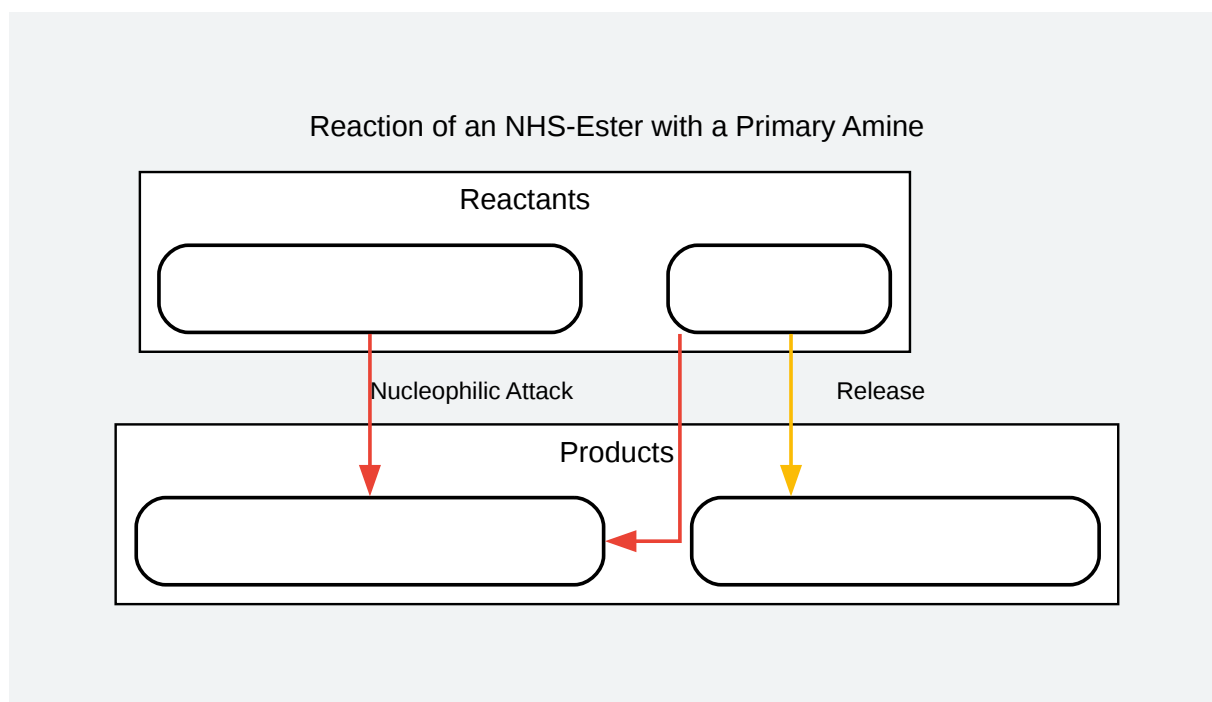 Reaction of an NHS-Ester with a Primary Amine
Reactants
Nucleophilic Attack
Release
Products